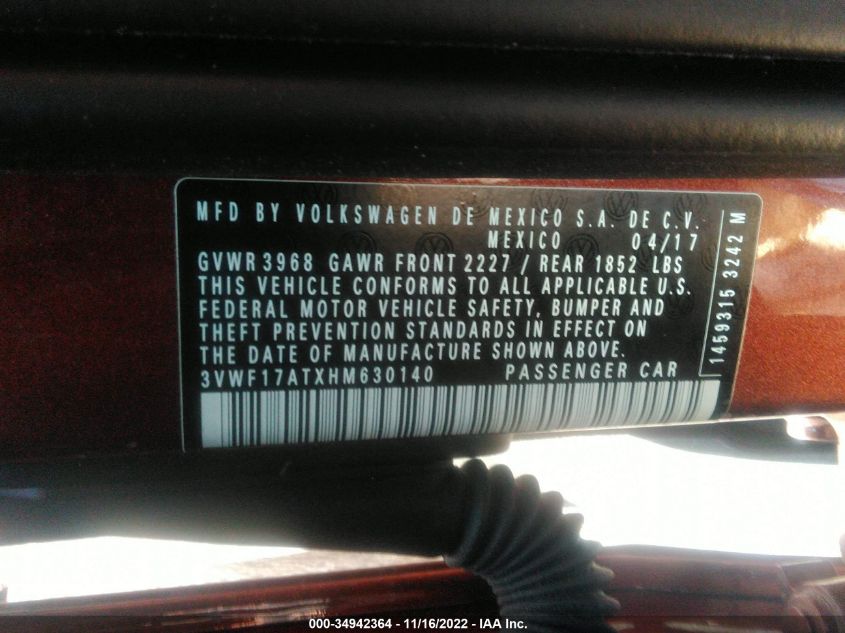 MFD BY VOLKSWAGEN DE MEXICO S.A. DE C.V.
MEXICO 04/17
GVWR 3968 GAWR FRONT 2227 / REAR 1852 LBS
THIS VEHICLE CONFORMS TO ALL APPLICABLE U.S.
FEDERAL MOTOR VEHICLE SAFETY, BUMPER AND
THEFT PREVENTION STANDARDS IN EFFECT ON
THE DATE OF MANUFACTURE SHOWN ABOVE.
3VWF17ATXHM630140 PASSENGER CAR
1459315 3242 M
000-34942364 - 11/16/2022 - IAA Inc.